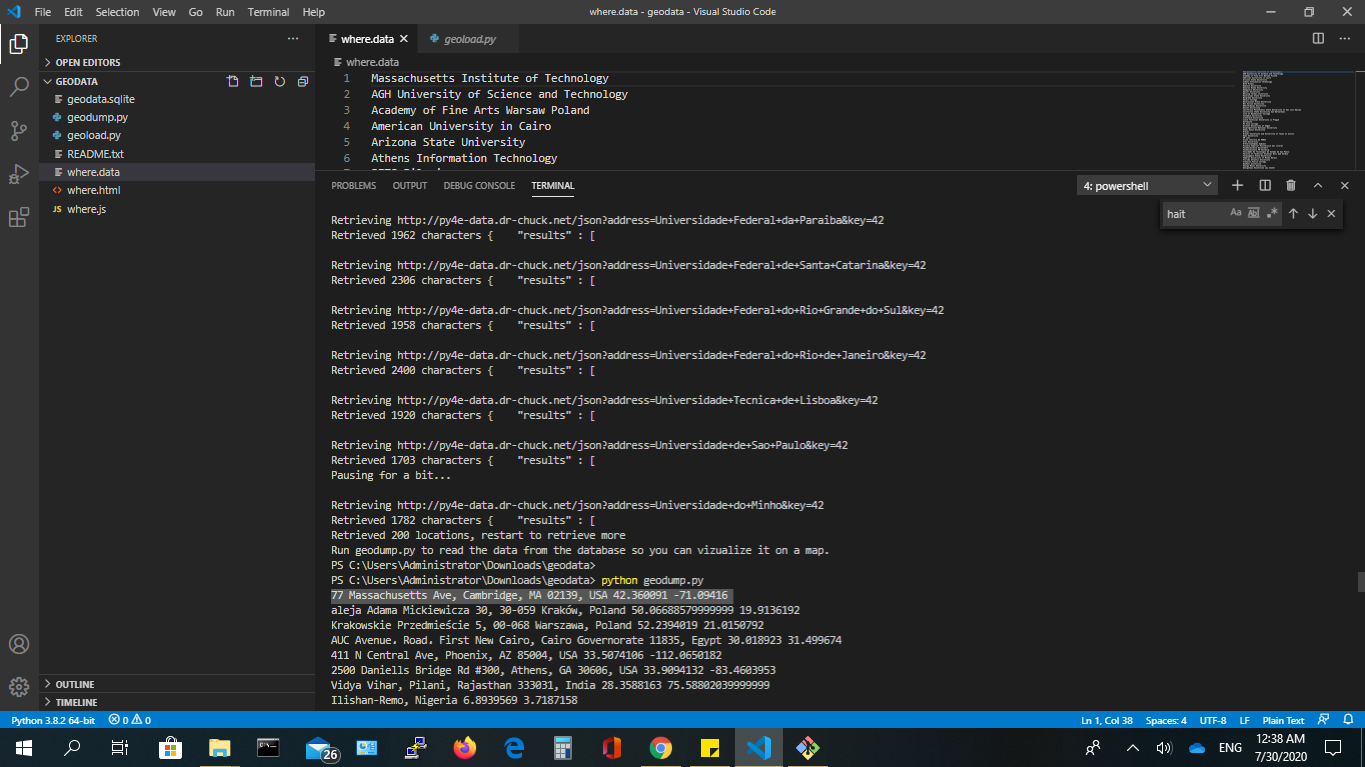 File Edit Selection View Go Run Terminal Help
where.data - geodata - Visual Studio Code
EXPLORER
OPEN EDITORS
GEODATA
geodata.sqlite
geodump.py
geoload.py
README.txt
where.data
where.html
JS where.js
OUTLINE
TIMELINE
where.data
geoload.py
where.data
1 Massachusetts Institute of Technology
2 AGH University of Science and Technology
3 Academy of Fine Arts Warsaw Poland
4 American University in Cairo
5 Arizona State University
6 Athens Information Technology
PROBLEMS OUTPUT DEBUG CONSOLE TERMINAL
4: powershell
hait
Aa Abl .*
Retrieving http://py4e-data.dr-chuck.net/json?address=Universidade+Federal+da+Paraiba&key=42
Retrieved 1962 characters { "results" : [
Retrieving http://py4e-data.dr-chuck.net/json?address=Universidade+Federal+de+Santa+Catarina&key=42
Retrieved 2306 characters { "results" : [
Retrieving http://py4e-data.dr-chuck.net/json?address=Universidade+Federal+do+Rio+Grande+do+Sul&key=42
Retrieved 1958 characters { "results" : [
Retrieving http://py4e-data.dr-chuck.net/json?address=Universidade+Federal+do+Rio+de+Janeiro&key=42
Retrieved 2400 characters { "results" : [
Retrieving http://py4e-data.dr-chuck.net/json?address=Universidade+Tecnica+de+Lisboa&key=42
Retrieved 1920 characters { "results" : [
Retrieving http://py4e-data.dr-chuck.net/json?address=Universidade+de+Sao+Paulo&key=42
Retrieved 1703 characters { "results" : [
Pausing for a bit...
Retrieving http://py4e-data.dr-chuck.net/json?address=Universidade+do+Minho&key=42
Retrieved 1782 characters { "results" : [
Retrieved 200 locations, restart to retrieve more
Run geodump.py to read the data from the database so you can vizualize it on a map.
PS C:\Users\Administrator\Downloads\geodata>
PS C:\Users\Administrator\Downloads\geodata> python geodump.py
77 Massachusetts Ave, Cambridge, MA 02139, USA 42.360091 -71.09416
aleja Adama Mickiewicza 30, 30-059 Kraków, Poland 50.06688579999999 19.9136192
Krakowskie Przedmieście 5, 00-068 Warszawa, Poland 52.2394019 21.0150792
AUC Avenue. Road. First New Cairo, Cairo Governorate 11835, Egypt 30.018923 31.499674
411 N Central Ave, Phoenix, AZ 85004, USA 33.5074106 -112.0650182
2500 Daniells Bridge Rd #300, Athens, GA 30606, USA 33.9094132 -83.4603953
Vidya Vihar, Pilani, Rajasthan 333031, India 28.3588163 75.58802039999999
Ilishan-Remo, Nigeria 6.8939569 3.7187158
Python 3.8.2 64-bit 0 0
Ln 1, Col 38 Spaces: 4 UTF-8 LF Plain Text
26
ENG
12:38 AM
7/30/2020